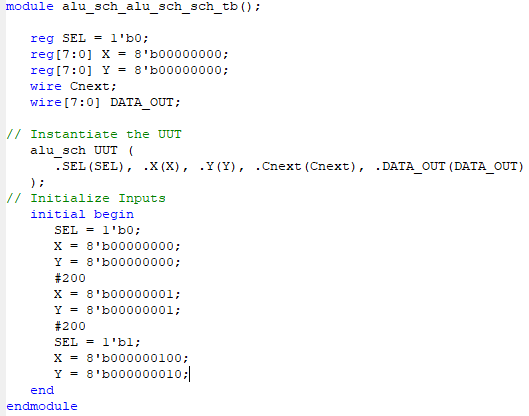 module alu_sch_alu_sch_sch_tb();
reg SEL = 1'b0;
reg[7:0] X = 8'b00000000;
reg[7:0] Y = 8'b00000000;
wire Cnext;
wire[7:0] DATA_OUT;
// Instantiate the UUT
alu_sch UUT (
.SEL(SEL), .X(X), .Y(Y), .Cnext(Cnext), .DATA_OUT(DATA_OUT)
);
// Initialize Inputs
initial begin
SEL = 1'b0;
X = 8'b00000000;
Y = 8'b00000000;
#200
X = 8'b00000001;
Y = 8'b00000001;
#200
SEL = 1'b1;
X = 8'b000000100;
Y = 8'b000000010;
end
endmodule